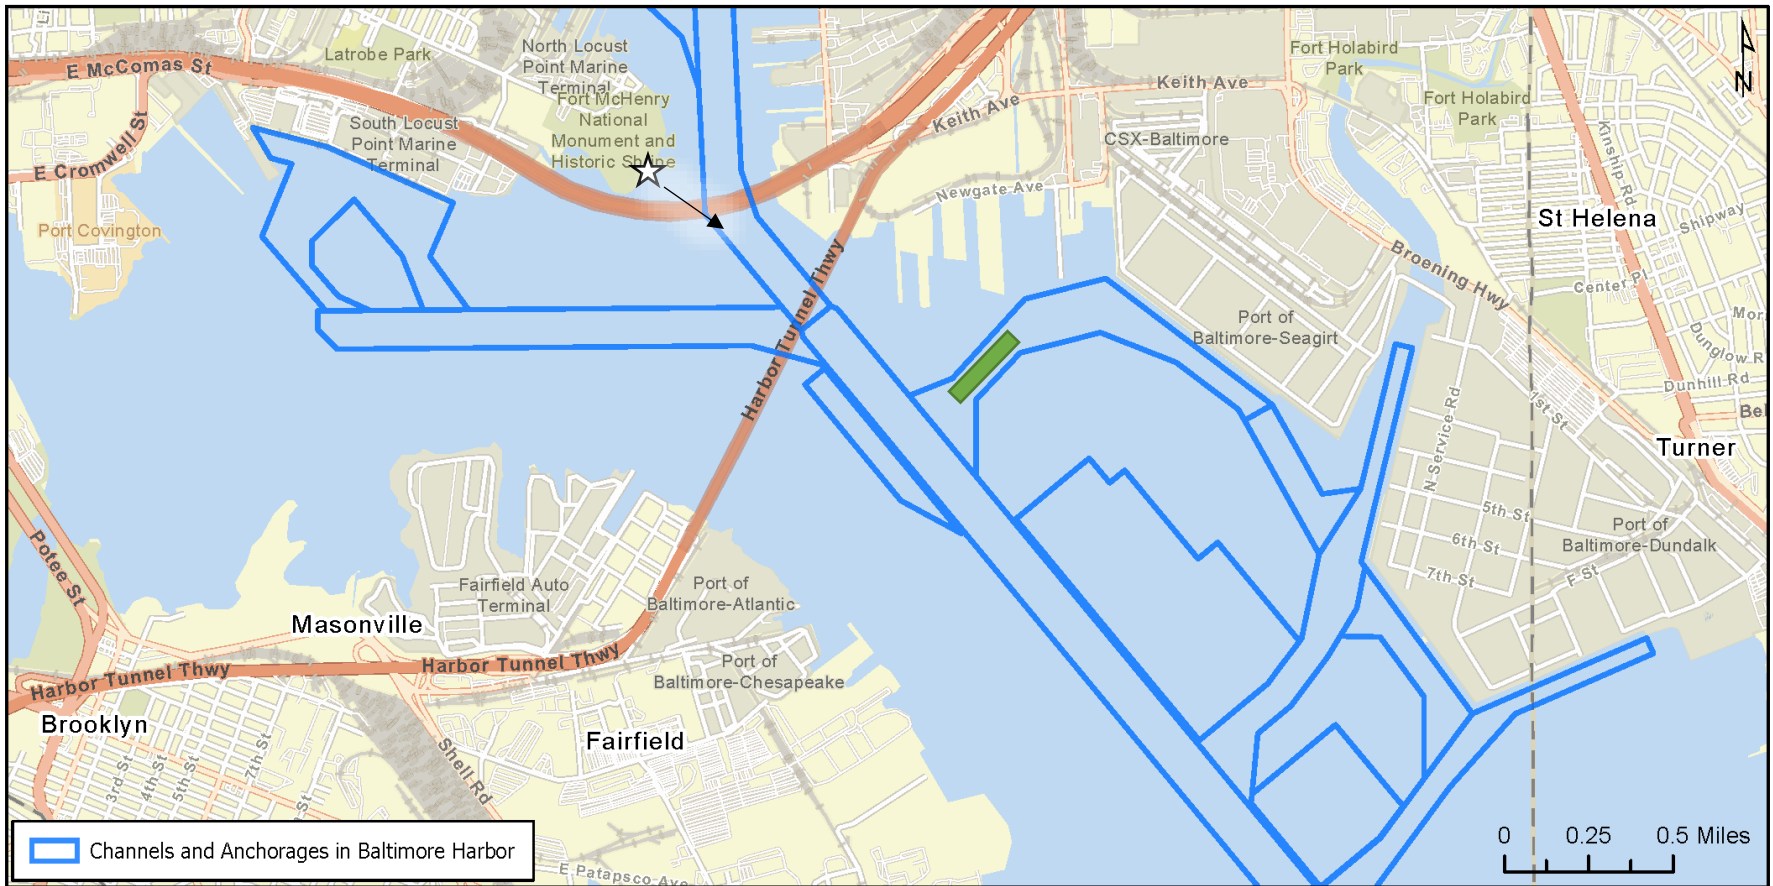 Latrobe Park
North Locust
Point Marine
Terminal
E McComas St
Fort McHenry
National
Monument and
Historic Shrine
South Locust
Point Marine
Terminal
E Cromwell St
Port Covington
Keith Ave
Keith Ave
Fort Holabird
Park
Fort Holabird
Park
CSX-Baltimore
Newgate Ave
Kinship Rd
St Helena
Shipway
Broening Hwy
Center Pl
Harbor Tunnel Thwy
Port of
Baltimore-Seagirt
Mor
Dunglow R
Dunhill Rd
Bel
1st St
N Service Rd
Turner
5th St
6th St
7th St
F St
Port of
Baltimore-Dundalk
Potee St
Fairfield Auto
Terminal
Port of
Baltimore-Atlantic
Masonville
Harbor Tunnel Thwy
Harbor Tunnel Thwy
Port of
Baltimore-Chesapeake
Brooklyn
Fairfield
3rd St
4th St
5th St
7th St
St
Shell Rd
E Patapsco Ave
N
0 0.25 0.5 Miles
Channels and Anchorages in Baltimore Harbor